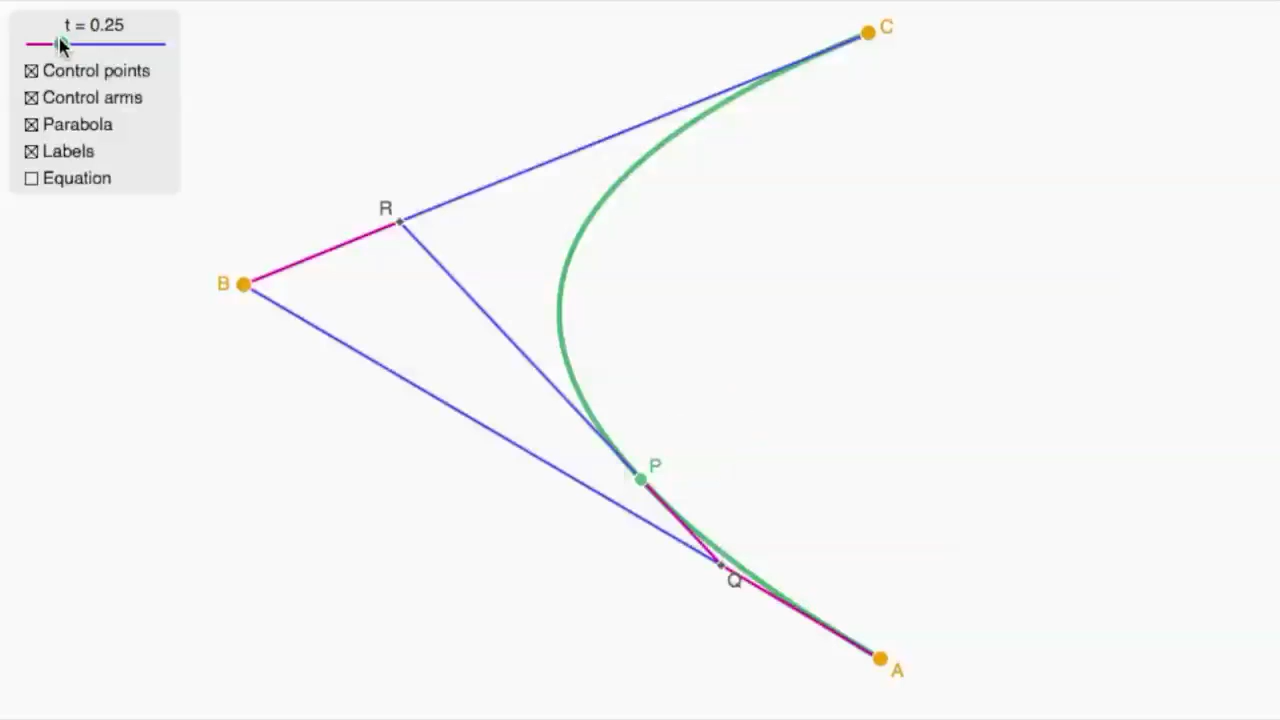 t = 0.25
Control points
Control arms
Parabola
Labels
Equation
C
R
B
P
Q
A